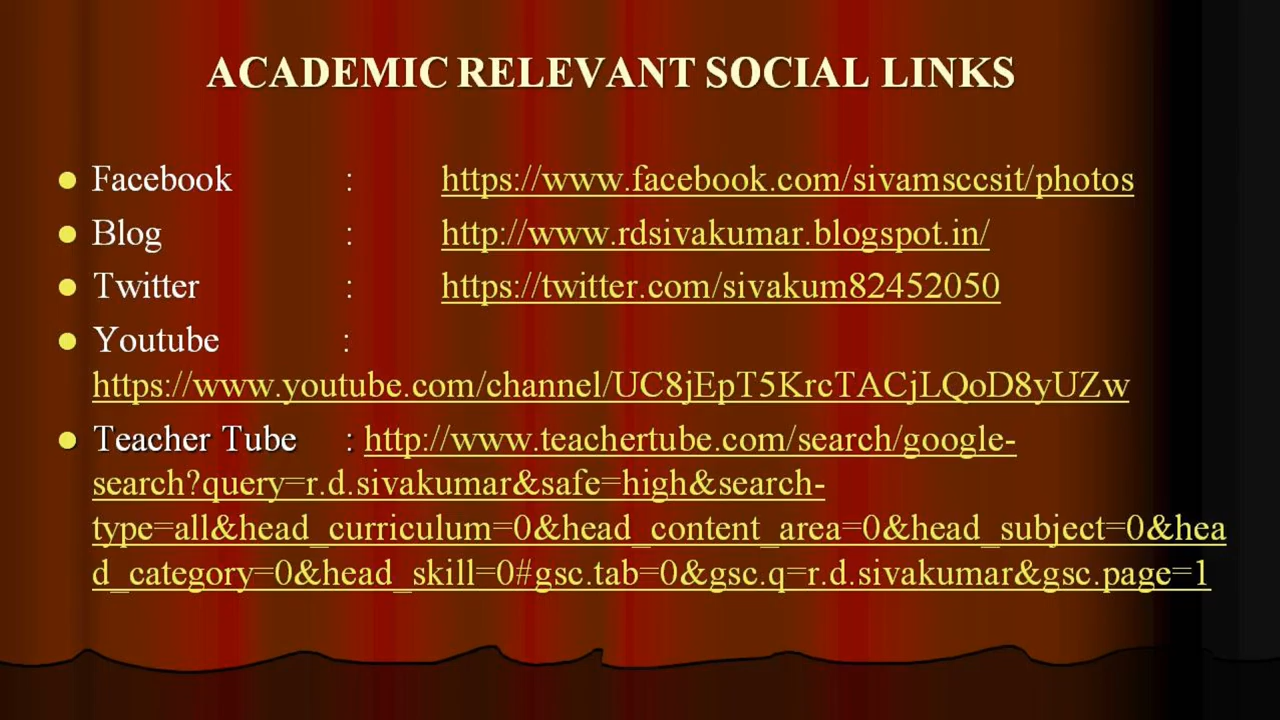 ACADEMIC RELEVANT SOCIAL LINKS
Facebook : https://www.facebook.com/sivamsccsit/photos
Blog : http://www.rdsivakumar.blogspot.in/
Twitter : https://twitter.com/sivakum82452050
Youtube :
https://www.youtube.com/channel/UC8jEpT5KrcTACjLQoD8yUZw
Teacher Tube : http://www.teachertube.com/search/google-
search?query=r.d.sivakumar&safe=high&search-
type=all&head_curriculum=0&head_content_area=0&head_subject=0&hea
d_category=0&head_skill=0#gsc.tab=0&gsc.q=r.d.sivakumar&gsc.page=1